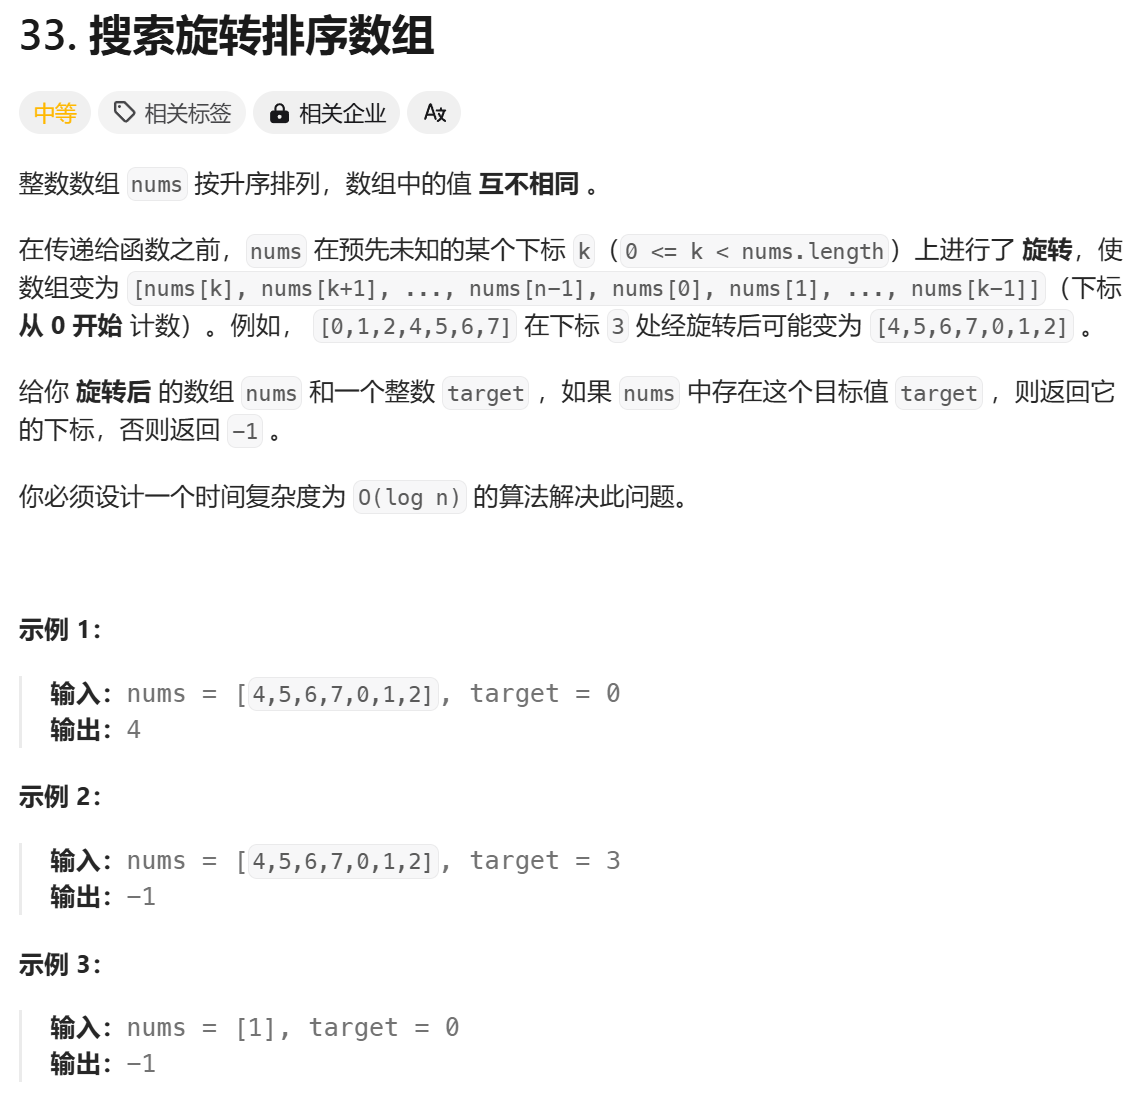 33. 搜索旋转排序数组
中等 相关标签 相关企业 Aあ
整数数组 nums 按升序排列，数组中的值 互不相同 。
在传递给函数之前，nums 在预先未知的某个下标 k（0 <= k < nums.length）上进行了 旋转，使
数组变为 [nums[k], nums[k+1], ..., nums[n-1], nums[0], nums[1], ..., nums[k-1]]（下标
从 0 开始 计数）。例如， [0,1,2,4,5,6,7] 在下标 3 处经旋转后可能变为 [4,5,6,7,0,1,2] 。
给你 旋转后 的数组 nums 和一个整数 target ，如果 nums 中存在这个目标值 target ，则返回它
的下标，否则返回 -1 。
你必须设计一个时间复杂度为 O(log n) 的算法解决此问题。
示例 1：
输入：nums = [4,5,6,7,0,1,2], target = 0
输出：4
示例 2：
输入：nums = [4,5,6,7,0,1,2], target = 3
输出：-1
示例 3：
输入：nums = [1], target = 0
输出：-1